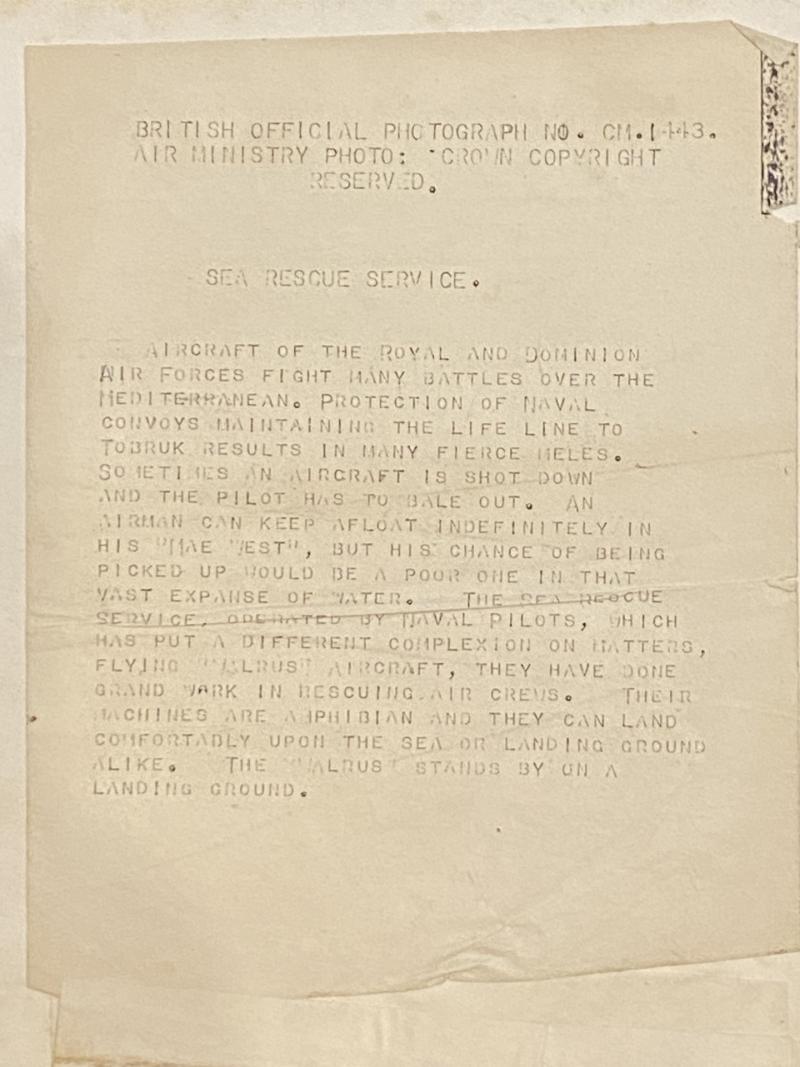 BRITISH OFFICIAL PHOTOGRAPH NO. CM.1443.
AIR MINISTRY PHOTO: CROWN COPYRIGHT
RESERVED.
SEA RESCUE SERVICE.
AIRCRAFT OF THE ROYAL AND DOMINION
AIR FORCES FIGHT MANY BATTLES OVER THE
MEDITERRANEAN. PROTECTION OF NAVAL
CONVOYS MAINTAINING THE LIFE LINE TO
TOBRUK RESULTS IN MANY FIERCE MELES.
SOMETIMES AN AIRCRAFT IS SHOT DOWN
AND THE PILOT HAS TO BALE OUT. AN
AIRMAN CAN KEEP AFLOAT INDEFINITELY IN
HIS "MAE WEST", BUT HIS CHANCE OF BEING
PICKED UP WOULD BE A POOR ONE IN THAT
VAST EXPANSE OF WATER. THE SEA RESCUE
SERVICE, OPERATED BY NAVAL PILOTS, WHICH
HAS PUT A DIFFERENT COMPLEXION ON MATTERS,
FLYING "WALRUS" AIRCRAFT, THEY HAVE DONE
GRAND WORK IN RESCUING AIR CREWS. THEIR
MACHINES ARE AMPHIBIAN AND THEY CAN LAND
COMFORTABLY UPON THE SEA OR LANDING GROUND
ALIKE. THE "WALRUS" STANDS BY ON A
LANDING GROUND.